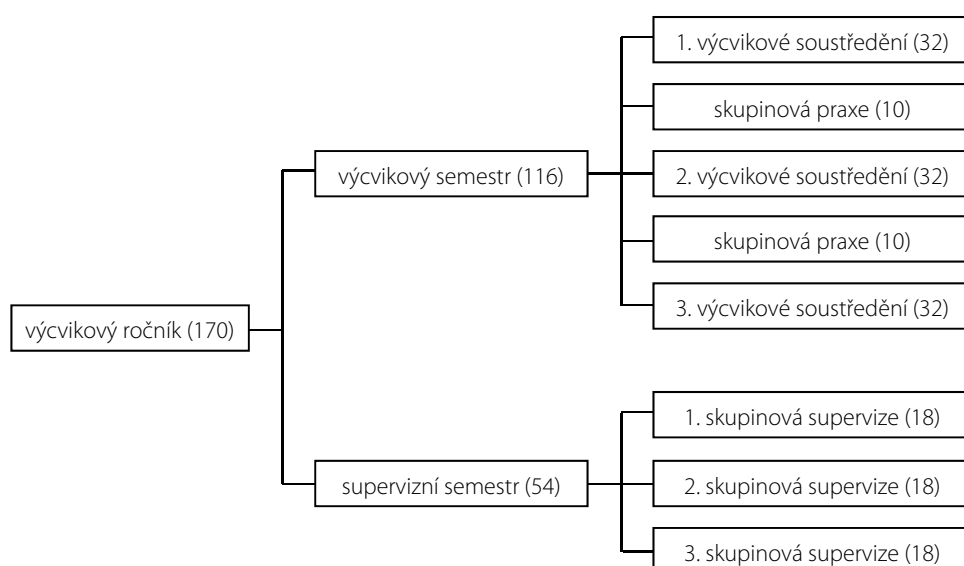 1. výcvikové soustředění (32)
skupinová praxe (10)
výcvikový semestr (116)
2. výcvikové soustředění (32)
skupinová praxe (10)
3. výcvikové soustředění (32)
výcvikový ročník (170)
1. skupinová supervize (18)
supervizní semestr (54)
2. skupinová supervize (18)
3. skupinová supervize (18)